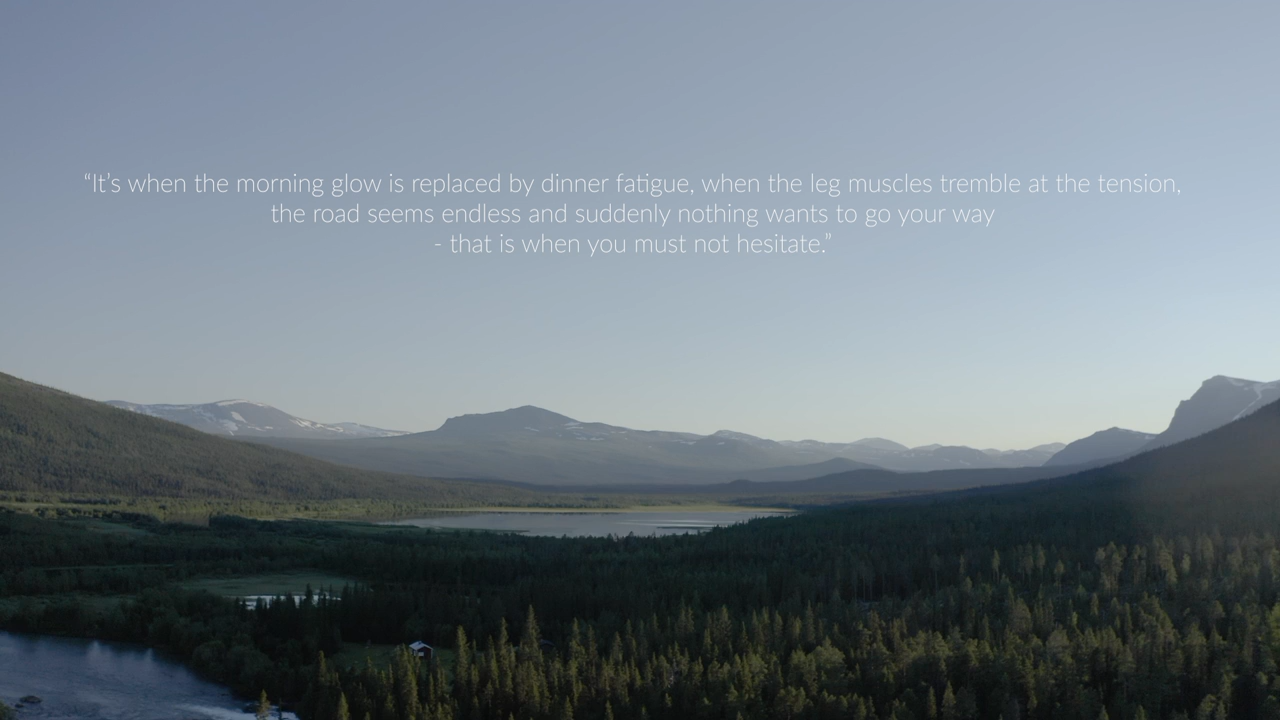 “It’s when the morning glow is replaced by dinner fatigue, when the leg muscles tremble at the tension,
the road seems endless and suddenly nothing wants to go your way
- that is when you must not hesitate.”